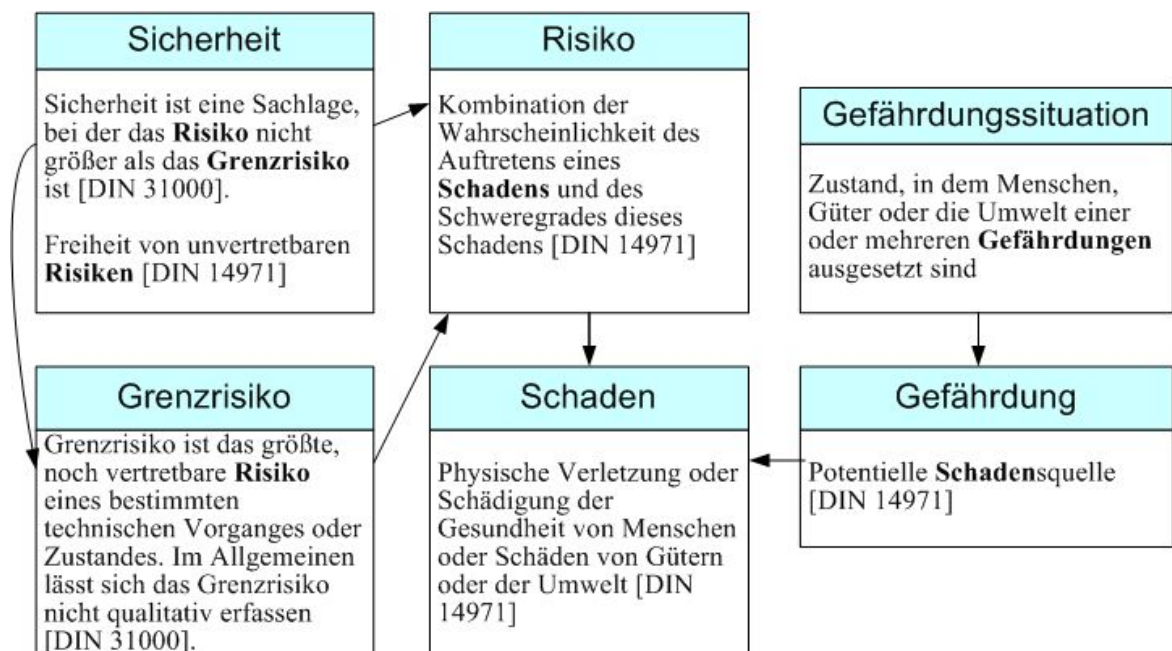 Sicherheit
Sicherheit ist eine Sachlage,
bei der das Risiko nicht
größer als das Grenzrisiko
ist [DIN 31000].
Freiheit von unvertretbaren
Risiken [DIN 14971]
Risiko
Kombination der
Wahrscheinlichkeit des
Auftretens eines
Schadens und des
Schweregrades dieses
Schadens [DIN 14971]
Gefährdungssituation
Zustand, in dem Menschen,
Güter oder die Umwelt einer
oder mehreren Gefährdungen
ausgesetzt sind
Grenzrisiko
Grenzrisiko ist das größte,
noch vertretbare Risiko
eines bestimmten
technischen Vorganges oder
Zustandes. Im Allgemeinen
lässt sich das Grenzrisiko
nicht qualitativ erfassen
[DIN 31000].
Schaden
Physische Verletzung oder
Schädigung der
Gesundheit von Menschen
oder Schäden von Gütern
oder der Umwelt [DIN
14971]
Gefährdung
Potentielle Schadensquelle
[DIN 14971]